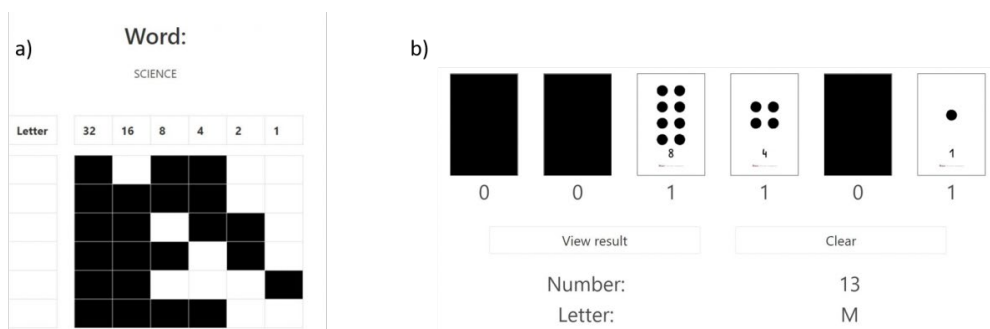 a)
Word:
SCIENCE
Letter 32 16 8 4 2 1
b)
8 4 1
0 0 1 1 0 1
View result Clear
Number: 13
Letter: M